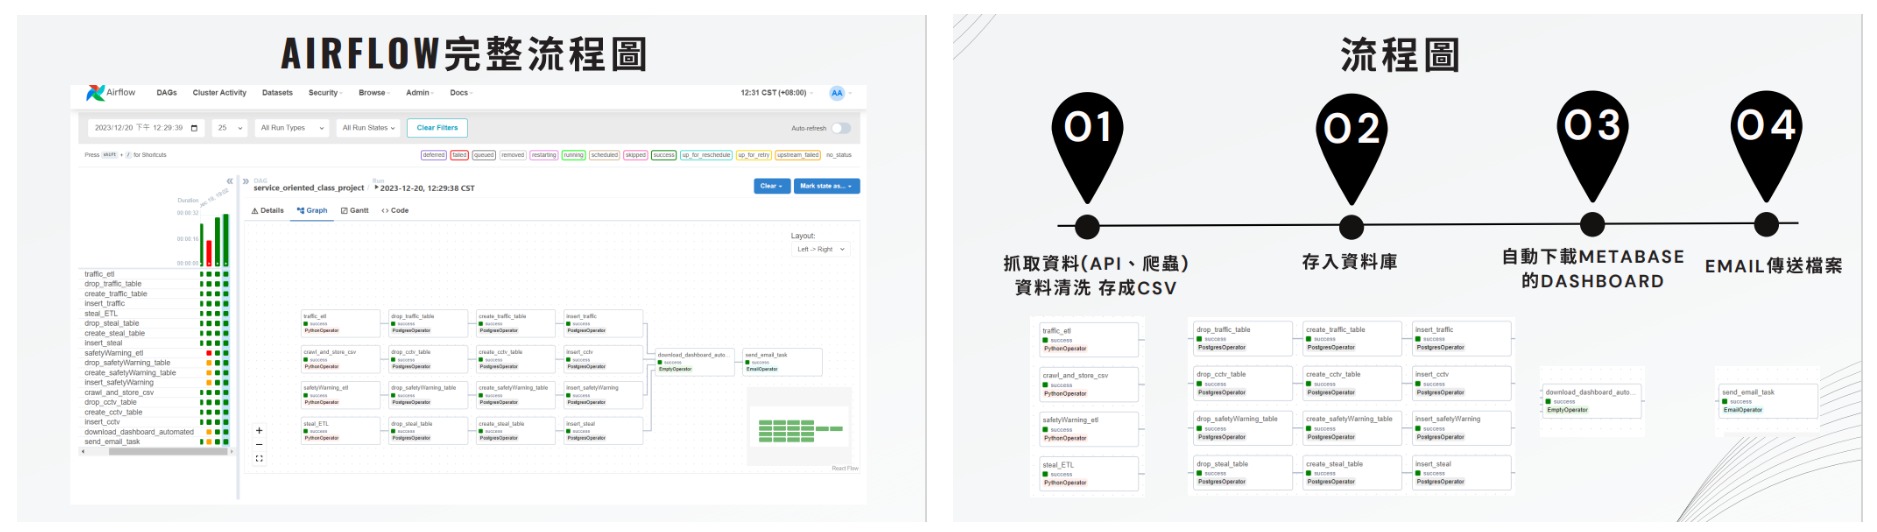 AIRFLOW完整流程圖
Airflow DAGs Cluster Activity Datasets Security Browse Admin Docs 12:31 CST (+08:00) AA
2023/12/20 下午 12:29:39 25 All Run Types All Run States Clear Filters Auto-refresh
Press shift + / for Shortcuts
deferred failed queued removed restarting running scheduled skipped success up_for_reschedule up_for_retry upstream_failed no_status
DAG Run
service_oriented_class_project / 2023-12-20, 12:29:38 CST
Clear Mark state as...
Details Graph Gantt Code
Duration
00:00:32
00:00:16
00:00:00
Layout:
Left -> Right
traffic_etl
drop_traffic_table
create_traffic_table
insert_traffic
steal_ETL
drop_steal_table
create_steal_table
insert_steal
safetyWarning_etl
drop_safetyWarning_table
create_safetyWarning_table
insert_safetyWarning
crawl_and_store_csv
drop_cctv_table
create_cctv_table
insert_cctv
download_dashboard_automated
send_email_task
traffic_etl drop_traffic_table create_traffic_table insert_traffic
success success success success
PythonOperator PostgresOperator PostgresOperator PostgresOperator
crawl_and_store_csv drop_cctv_table create_cctv_table insert_cctv download_dashboard_auto... send_email_task
success success success success success success
PythonOperator PostgresOperator PostgresOperator PostgresOperator EmptyOperator EmailOperator
safetyWarning_etl drop_safetyWarning_table create_safetyWarning_table insert_safetyWarning
success success success success
PythonOperator PostgresOperator PostgresOperator PostgresOperator
steal_ETL drop_steal_table create_steal_table insert_steal
success success success success
PythonOperator PostgresOperator PostgresOperator PostgresOperator
React Flow
流程圖
01 02 03 04
抓取資料(API、爬蟲)
資料清洗 存成CSV
存入資料庫
自動下載METABASE
的DASHBOARD
EMAIL傳送檔案
traffic_etl drop_traffic_table create_traffic_table insert_traffic
success success success success
PythonOperator PostgresOperator PostgresOperator PostgresOperator
crawl_and_store_csv drop_cctv_table create_cctv_table insert_cctv
success success success success
PythonOperator PostgresOperator PostgresOperator PostgresOperator
download_dashboard_auto... send_email_task
success success
EmptyOperator EmailOperator
safetyWarning_etl drop_safetyWarning_table create_safetyWarning_table insert_safetyWarning
success success success success
PythonOperator PostgresOperator PostgresOperator PostgresOperator
steal_ETL drop_steal_table create_steal_table insert_steal
success success success success
PythonOperator PostgresOperator PostgresOperator PostgresOperator